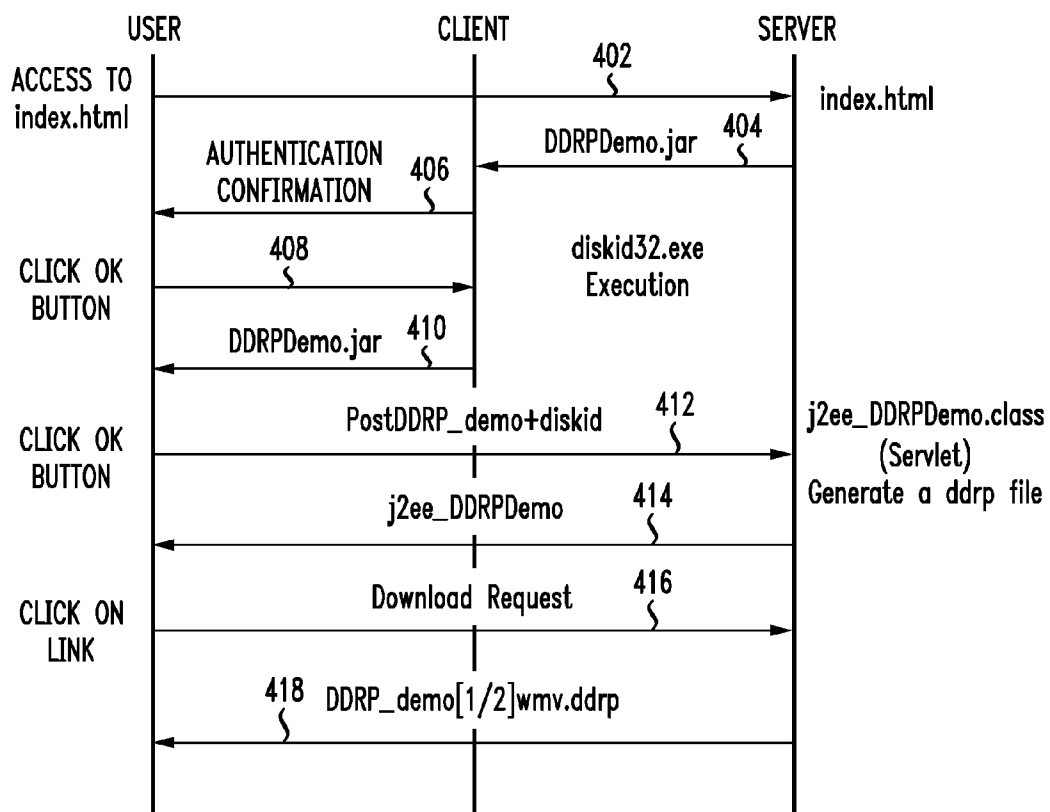 USER
CLIENT
SERVER
ACCESS TO
index.html
402
index.html
DDRPDemo.jar
404
AUTHENTICATION
CONFIRMATION
406
408
CLICK OK
BUTTON
diskid32.exe
Execution
DDRPDemo.jar
410
PostDDRP_demo+diskid
412
CLICK OK
BUTTON
j2ee_DDRPDemo.class
(Servlet)
Generate a ddrp file
j2ee_DDRPDemo
414
CLICK ON
LINK
Download Request
416
418
DDRP_demo[1/2]wmv.ddrp